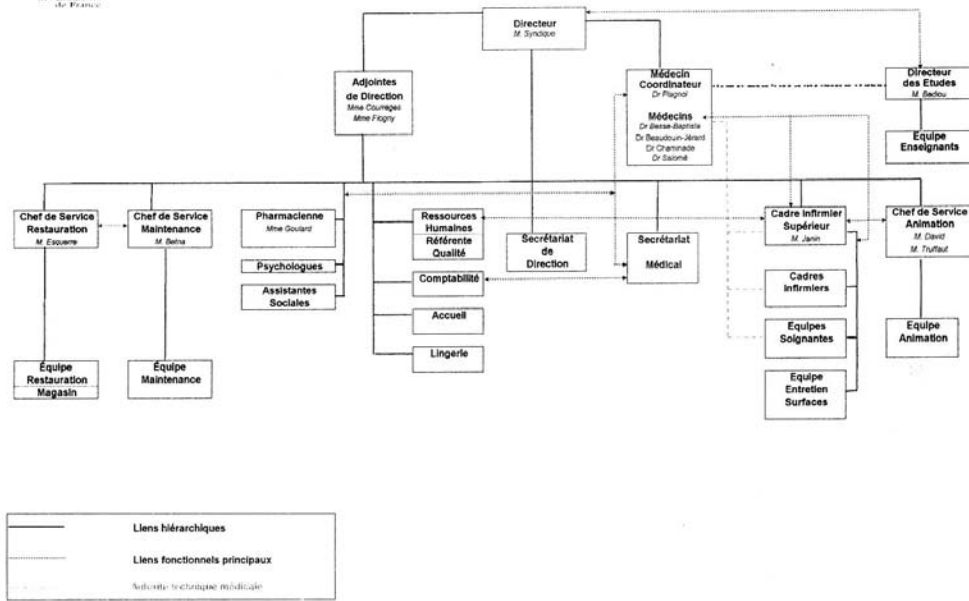 de France
Directeur
M. Syndique
Adjointes
de Direction
Mme Courrèges
Mme Flogny
Médecin
Coordinateur
Dr Plagnol
Médecins
Dr Besse-Baptiste
Dr Beaudouin-Jérard
Dr Chaminade
Dr Salomé
Directeur
des Etudes
M. Badiou
Equipe
Enseignants
Chef de Service
Restauration
M. Esquerre
Chef de Service
Maintenance
M. Betna
Pharmacienne
Mme Goulard
Psychologues
Assistantes
Sociales
Ressources
Humaines
Référente
Qualité
Comptabilité
Accueil
Lingerie
Secrétariat
de
Direction
Secrétariat
Médical
Cadre Infirmier
Supérieur
M. Janin
Cadres
Infirmiers
Equipes
Soignantes
Equipe
Entretien
Surfaces
Chef de Service
Animation
M. David
M. Truffaut
Equipe
Animation
Équipe
Restauration
Magasin
Équipe
Maintenance
Liens hiérarchiques
Liens fonctionnels principaux
Autorité technique médicale